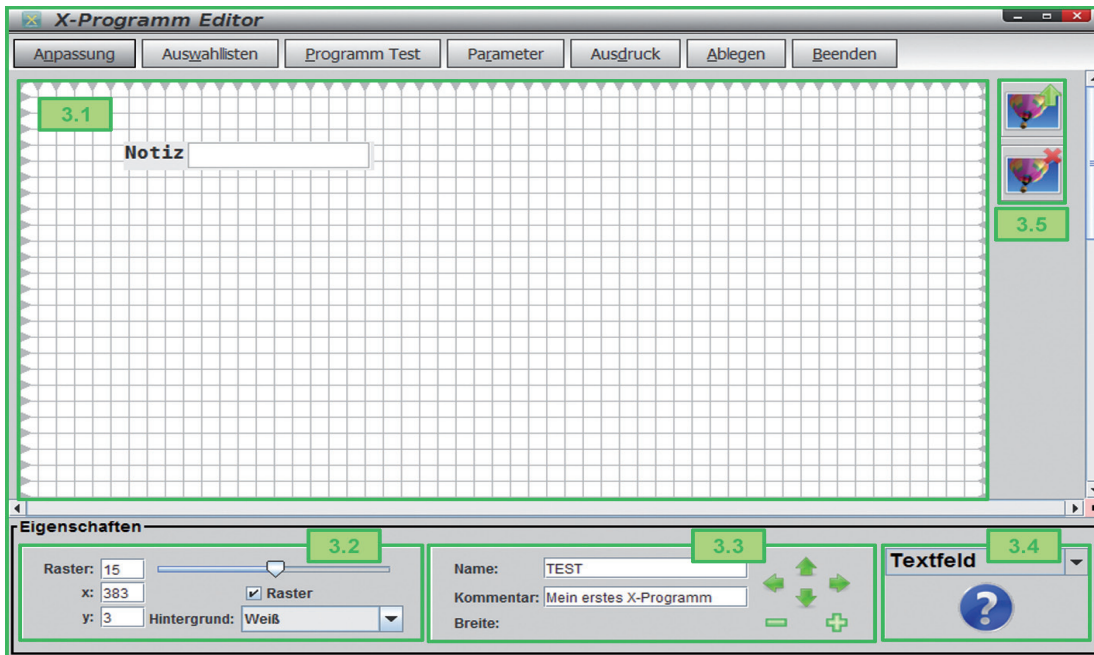 X-Programm Editor
Anpassung Auswahllisten Programm Test Parameter Ausdruck Ablegen Beenden
3.1
Notiz
3.5
Eigenschaften
3.2
Raster: 15
x: 383 Raster
y: 3 Hintergrund: Weiß
3.3
Name: TEST
Kommentar: Mein erstes X-Programm
Breite:
3.4
Textfeld
?